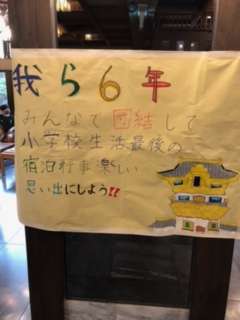 我ら6年
みんなで団結して
小学校生活最後の
宿泊行事楽しい
思い出にしよう!!